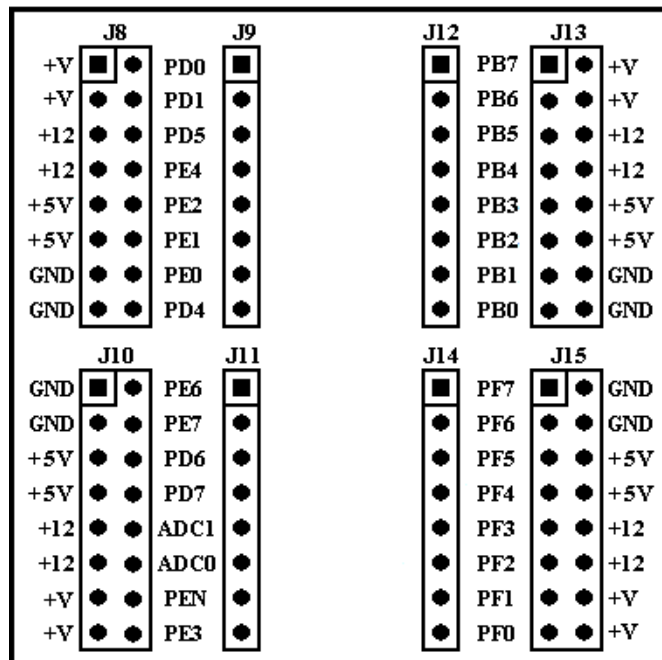 J8 J9 J12 J13
+V PD0 PB7 +V
+V PD1 PB6 +V
+12 PD5 PB5 +12
+12 PE4 PB4 +12
+5V PE2 PB3 +5V
+5V PE1 PB2 +5V
GND PE0 PB1 GND
GND PD4 PB0 GND
J10 J11 J14 J15
GND PE6 PF7 GND
GND PE7 PF6 GND
+5V PD6 PF5 +5V
+5V PD7 PF4 +5V
+12 ADC1 PF3 +12
+12 ADC0 PF2 +12
+V PEN PF1 +V
+V PE3 PF0 +V